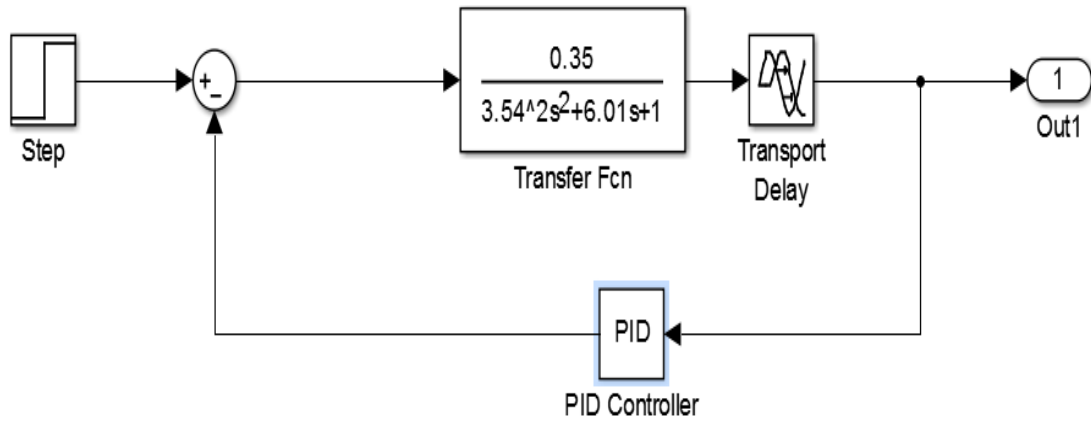 Step
+
−
0.35
3.54^2s²+6.01s+1
Transfer Fcn
Transport
Delay
1
Out1
PID
PID Controller